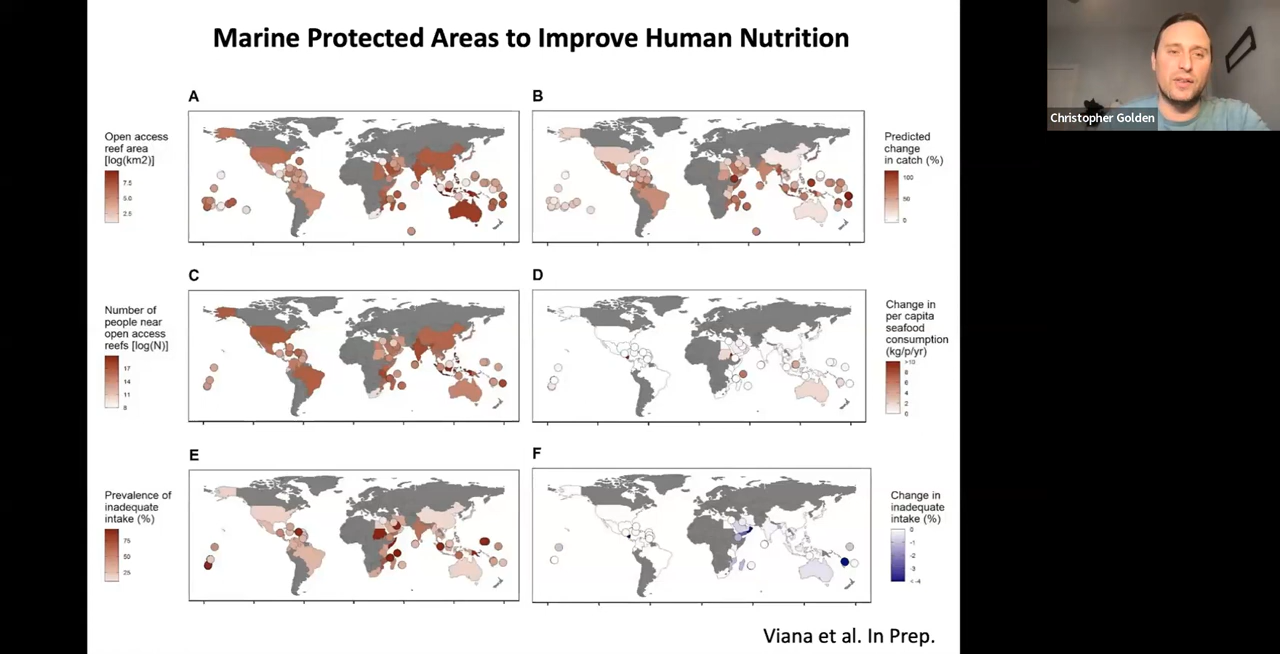 Marine Protected Areas to Improve Human Nutrition
Christopher Golden
A
B
Open access
reef area
[log(km2)]
7.5
5.0
2.5
Predicted
change
in catch (%)
100
50
0
C
D
Number of
people near
open access
reefs [log(N)]
17
14
11
8
Change in
per capita
seafood
consumption
(kg/p/yr)
>10
8
6
4
2
0
E
F
Prevalence of
inadequate
intake (%)
75
50
25
Change in
inadequate
intake (%)
0
-1
-2
-3
<-4
Viana et al. In Prep.